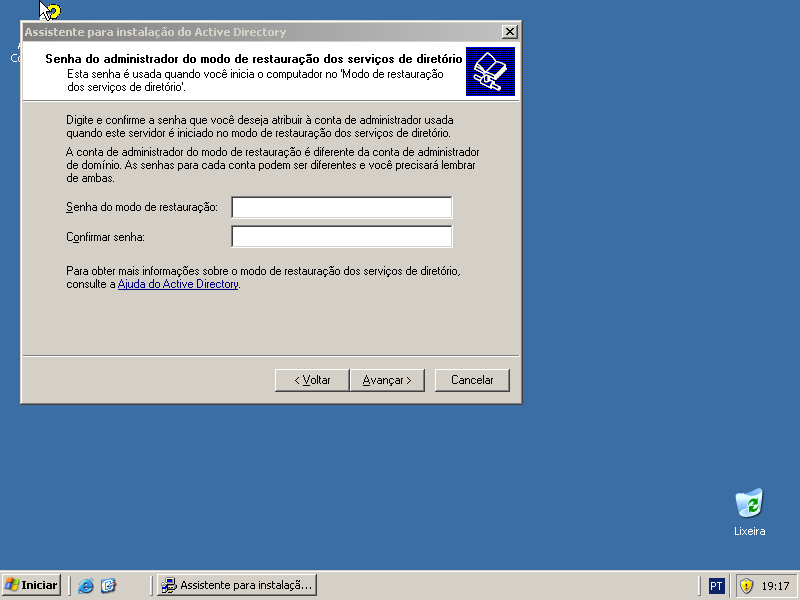 Co
Assistente para instalação do Active Directory
Senha do administrador do modo de restauração dos serviços de diretório
Esta senha é usada quando você inicia o computador no 'Modo de restauração
dos serviços de diretório'.
Digite e confirme a senha que você deseja atribuir à conta de administrador usada
quando este servidor é iniciado no modo de restauração dos serviços de diretório.
A conta de administrador do modo de restauração é diferente da conta de administrador
de domínio. As senhas para cada conta podem ser diferentes e você precisará lembrar
de ambas.
Senha do modo de restauração:
Confirmar senha:
Para obter mais informações sobre o modo de restauração dos serviços de diretório,
consulte a Ajuda do Active Directory.
< Voltar
Avançar >
Cancelar
Lixeira
Iniciar
Assistente para instalaçã...
PT
19:17